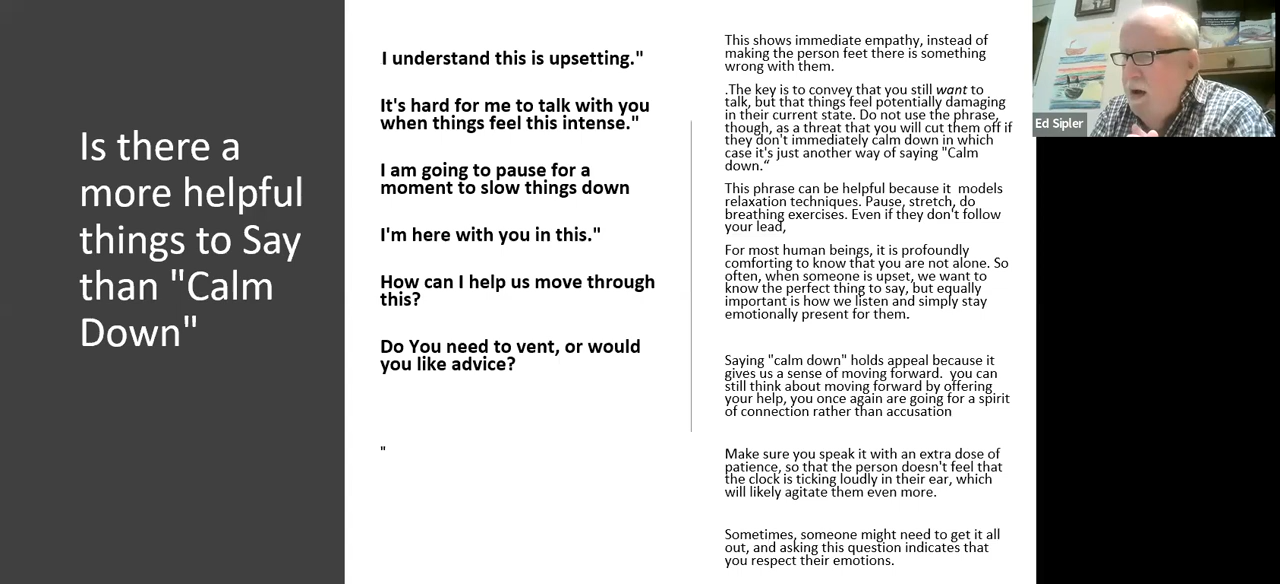 Is there a
more helpful
things to Say
than "Calm
Down"
I understand this is upsetting."
It's hard for me to talk with you
when things feel this intense."
I am going to pause for a
moment to slow things down
I'm here with you in this."
How can I help us move through
this?
Do You need to vent, or would
you like advice?
"
This shows immediate empathy, instead of
making the person feet there is something
wrong with them.
.The key is to convey that you still want to
talk, but that things feel potentially damaging
in their current state. Do not use the phrase,
though, as a threat that you will cut them off if
they don't immediately calm down in which
case it's just another way of saying "Calm
down.“
This phrase can be helpful because it  models
relaxation techniques. Pause, stretch, do
breathing exercises. Even if they don't follow
your lead,
For most human beings, it is profoundly
comforting to know that you are not alone. So
often, when someone is upset, we want to
know the perfect thing to say, but equally
important is how we listen and simply stay
emotionally present for them.
Saying "calm down" holds appeal because it
gives us a sense of moving forward.  you can
still think about moving forward by offering
your help, you once again are going for a spirit
of connection rather than accusation
Make sure you speak it with an extra dose of
patience, so that the person doesn't feel that
the clock is ticking loudly in their ear, which
will likely agitate them even more.
Sometimes, someone might need to get it all
out, and asking this question indicates that
you respect their emotions.
Ed Sipler